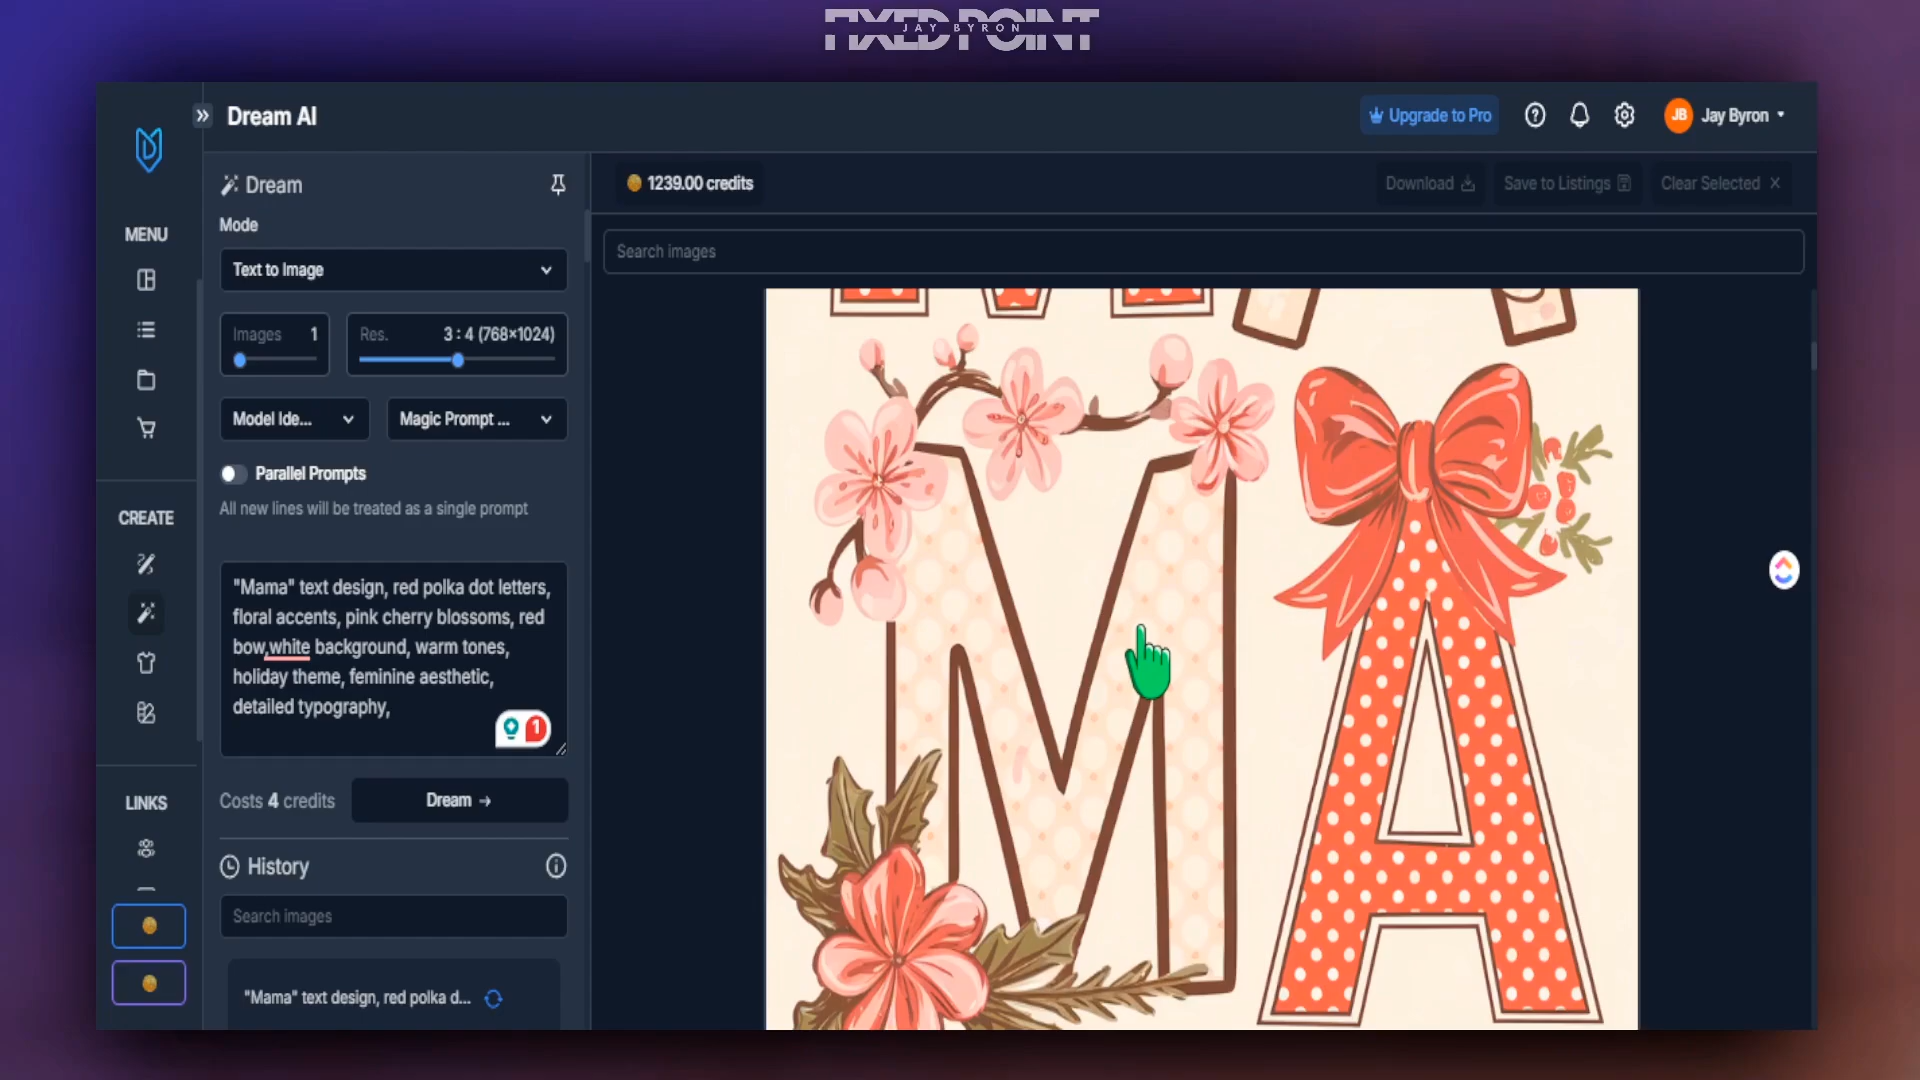 FIXED POINT
JAY BYRON
Dream AI
Upgrade to Pro
JB
Jay Byron
MENU
CREATE
LINKS
Dream
Mode
Text to Image
Images 1
Res. 3 : 4 (768×1024)
Model Ide...
Magic Prompt ...
Parallel Prompts
All new lines will be treated as a single prompt
"Mama" text design, red polka dot letters,
floral accents, pink cherry blossoms, red
bow,white background, warm tones,
holiday theme, feminine aesthetic,
detailed typography,
1
Costs 4 credits
Dream →
History
Search images
"Mama" text design, red polka d...
1239.00 credits
Download
Save to Listings
Clear Selected ×
Search images
MA